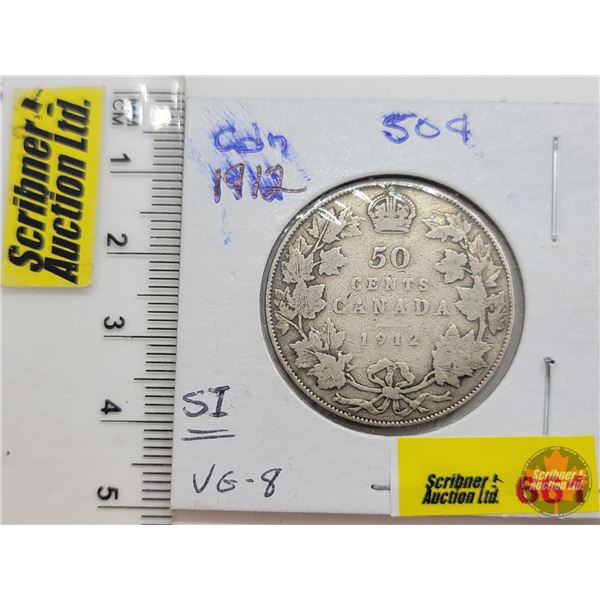 Scribner
Auction Ltd.
CM
1
2
3
4
5
Cdn
1912
50¢
50
CENTS
CANADA
1912
SI
VG-8
Scribner
Auction Ltd.
Scribner
Auction Ltd.